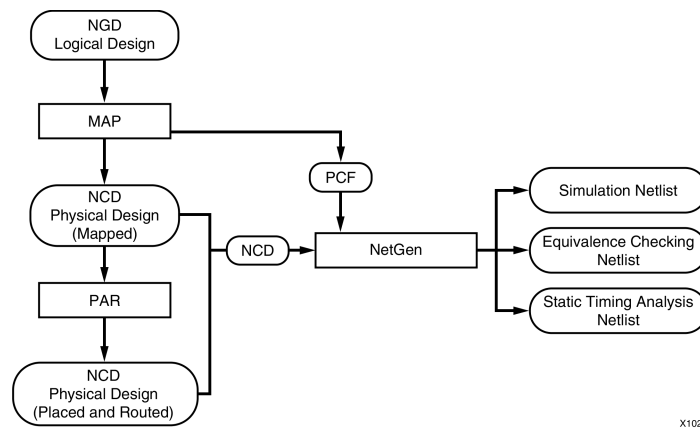 NGD
Logical Design
MAP
PCF
NCD
Physical Design
(Mapped)
NCD
NetGen
Simulation Netlist
Equivalence Checking
Netlist
PAR
Static Timing Analysis
Netlist
NCD
Physical Design
(Placed and Routed)